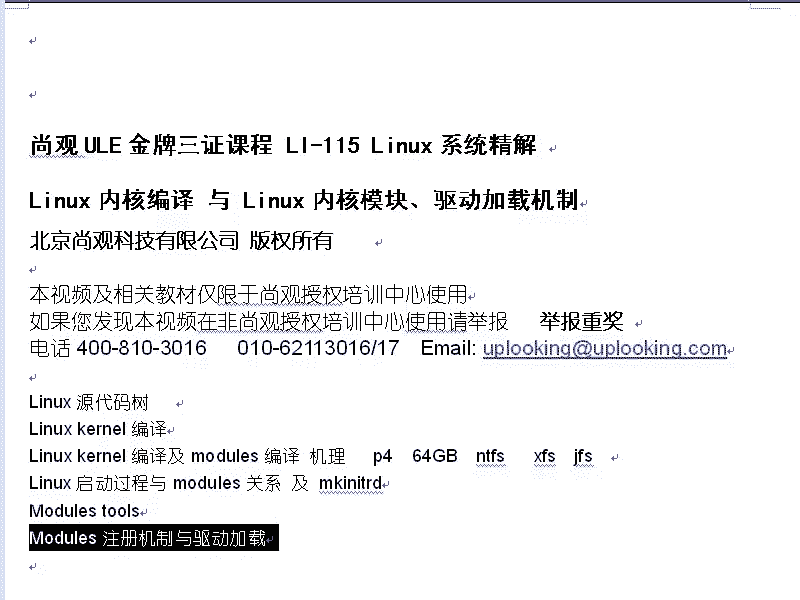 尚观ULE 金牌三证课程 LI-115 Linux 系统精解
Linux 内核编译 与 Linux 内核模块、驱动加载机制
北京尚观科技有限公司 版权所有
本视频及相关教材仅限于尚观授权培训中心使用
如果您发现本视频在非尚观授权培训中心使用请举报 举报重奖
电话 400-810-3016 010-62113016/17 Email: uplooking@uplooking.com
Linux 源代码树
Linux kernel 编译
Linux kernel 编译及 modules 编译 机理 p4 64GB ntfs xfs jfs
Linux 启动过程与 modules 关系 及 mkinitrd
Modules tools
Modules 注册机制与驱动加载